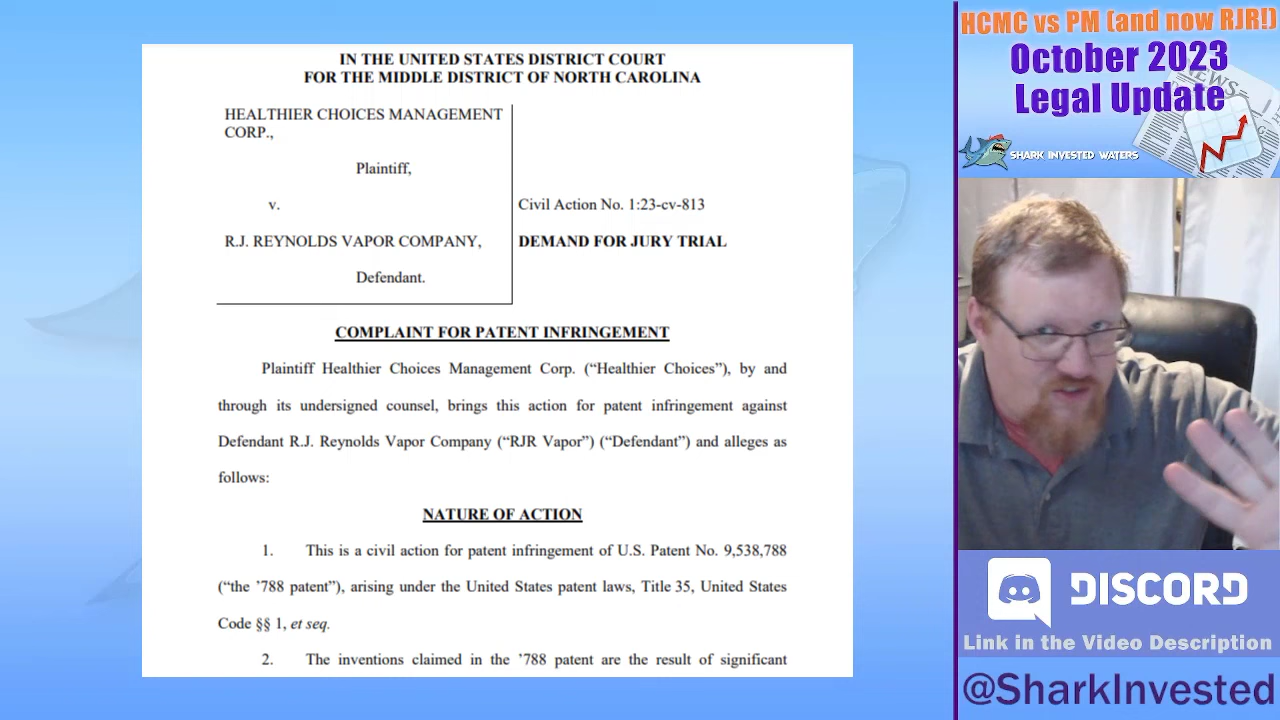 IN THE UNITED STATES DISTRICT COURT
FOR THE MIDDLE DISTRICT OF NORTH CAROLINA
HEALTHIER CHOICES MANAGEMENT
CORP.,
Plaintiff,
v.
R.J. REYNOLDS VAPOR COMPANY,
Defendant.
Civil Action No. 1:23-cv-813
DEMAND FOR JURY TRIAL
COMPLAINT FOR PATENT INFRINGEMENT
Plaintiff Healthier Choices Management Corp. (“Healthier Choices”), by and
through its undersigned counsel, brings this action for patent infringement against
Defendant R.J. Reynolds Vapor Company (“RJR Vapor”) (“Defendant”) and alleges as
follows:
NATURE OF ACTION
1. This is a civil action for patent infringement of U.S. Patent No. 9,538,788
(“the ’788 patent”), arising under the United States patent laws, Title 35, United States
Code §§ 1, et seq.
2. The inventions claimed in the ’788 patent are the result of significant
HCMC vs PM (and now RJR!)
October 2023
Legal Update
NEWS
SHARK INVESTED WATERS
DISCORD
Link in the Video Description
@SharkInvested